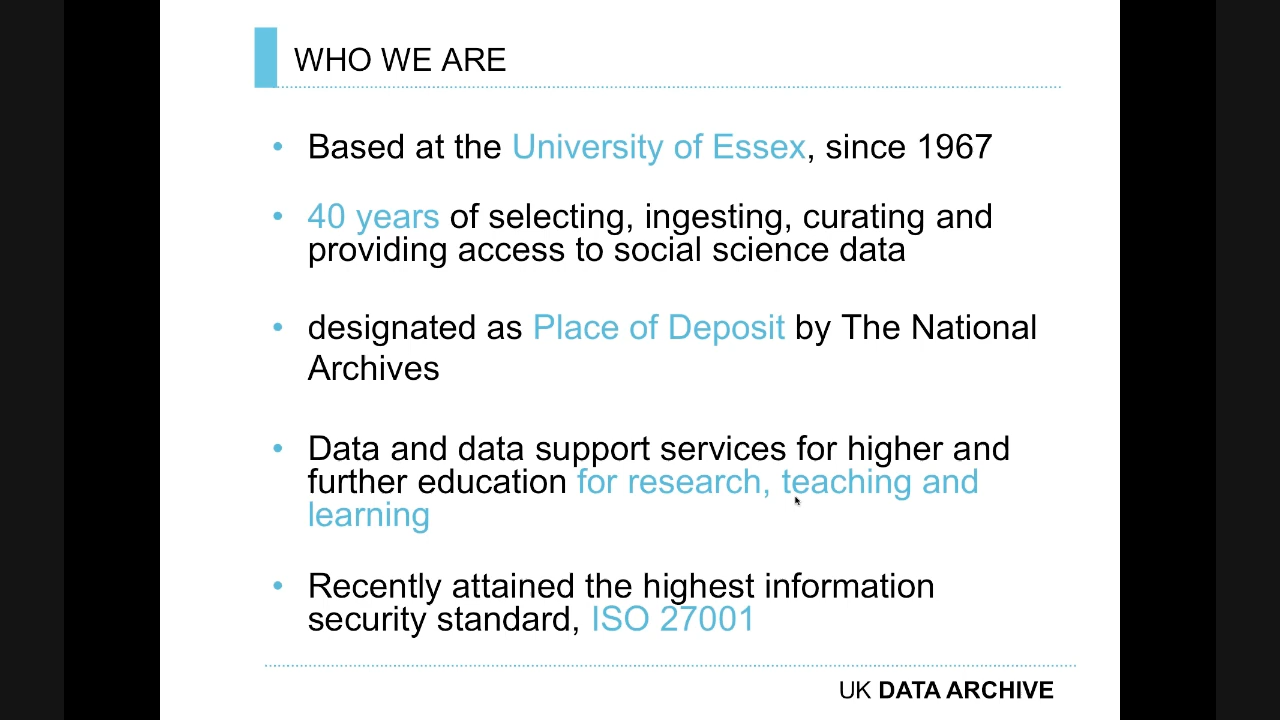 WHO WE ARE
• Based at the University of Essex, since 1967
• 40 years of selecting, ingesting, curating and
providing access to social science data
• designated as Place of Deposit by The National
Archives
• Data and data support services for higher and
further education for research, teaching and
learning
• Recently attained the highest information
security standard, ISO 27001
UK DATA ARCHIVE